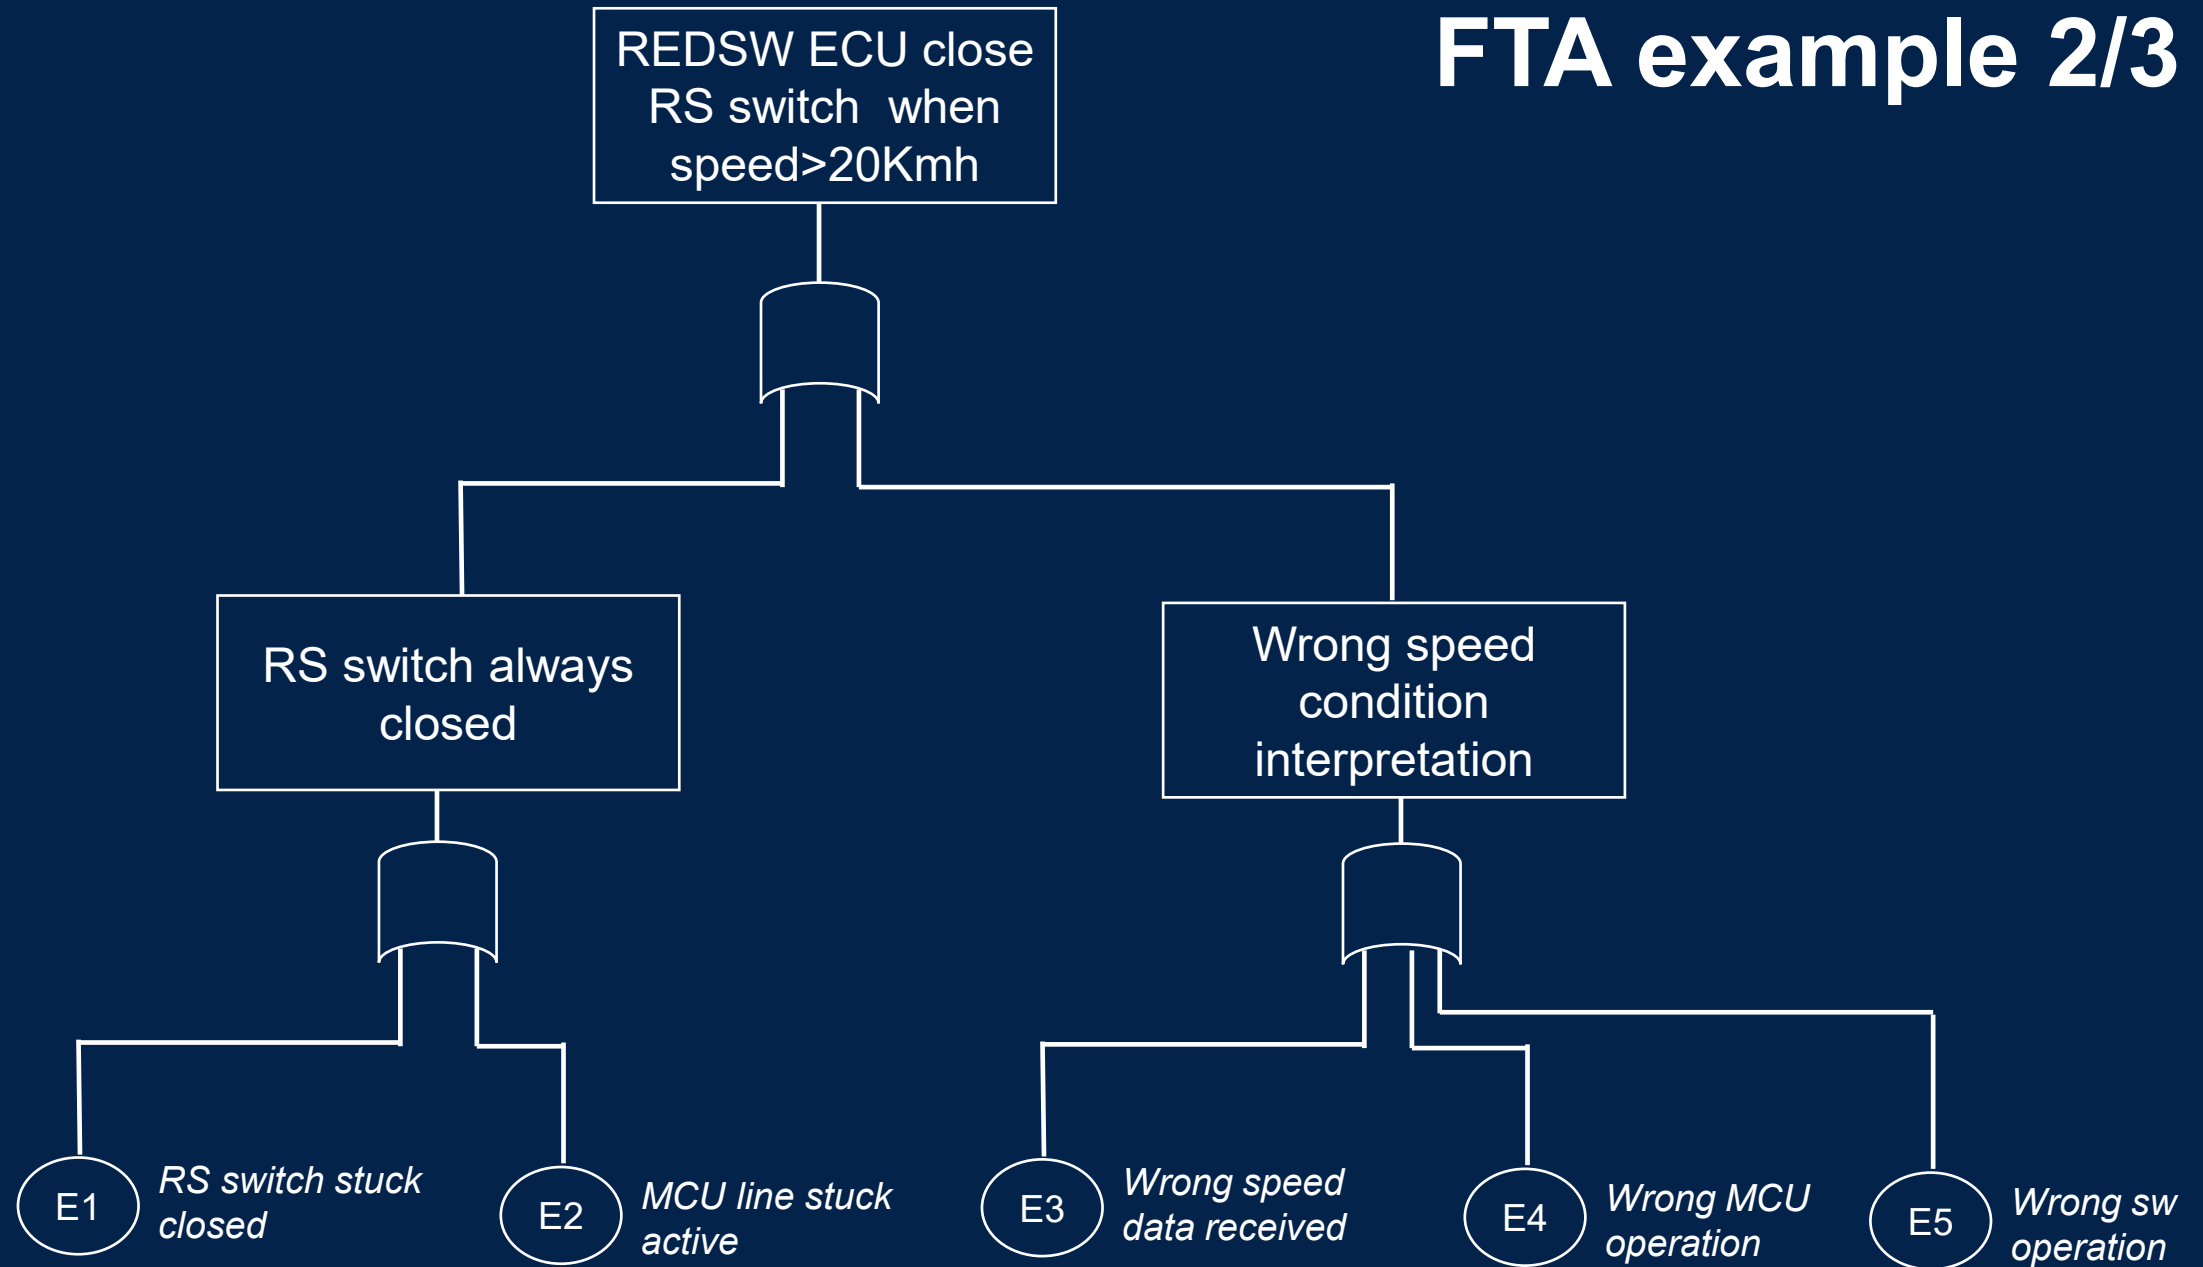 FTA example 2/3
REDSW ECU close
RS switch when
speed>20Kmh
RS switch always
closed
Wrong speed
condition
interpretation
E1
RS switch stuck
closed
E2
MCU line stuck
active
E3
Wrong speed
data received
E4
Wrong MCU
operation
E5
Wrong sw
operation